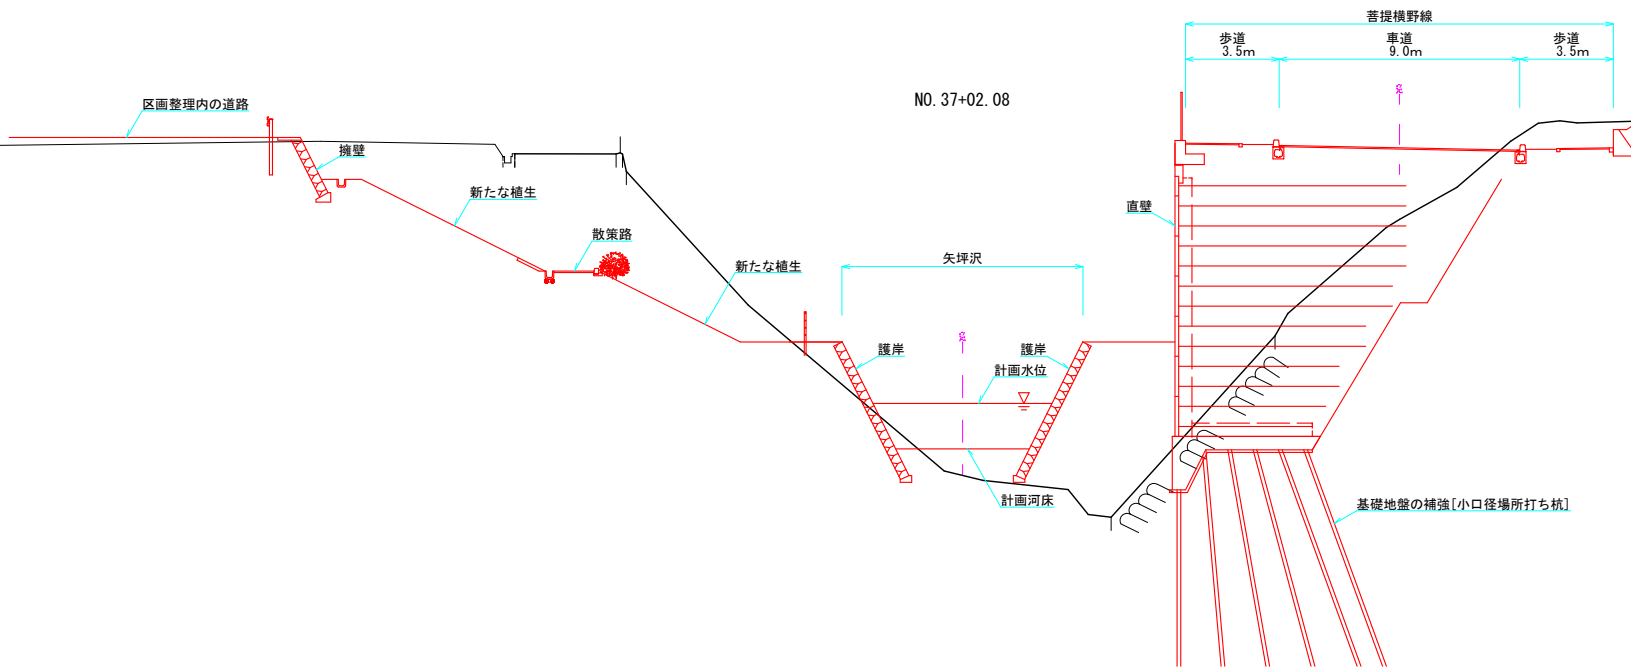 菩提横野線
歩道
3.5m
車道
9.0m
歩道
3.5m
NO.37+02.08
区画整理内の道路
擁壁
新たな植生
散策路
新たな植生
矢坪沢
直壁
護岸
護岸
計画水位
計画河床
基礎地盤の補強[小口径場所打ち杭]